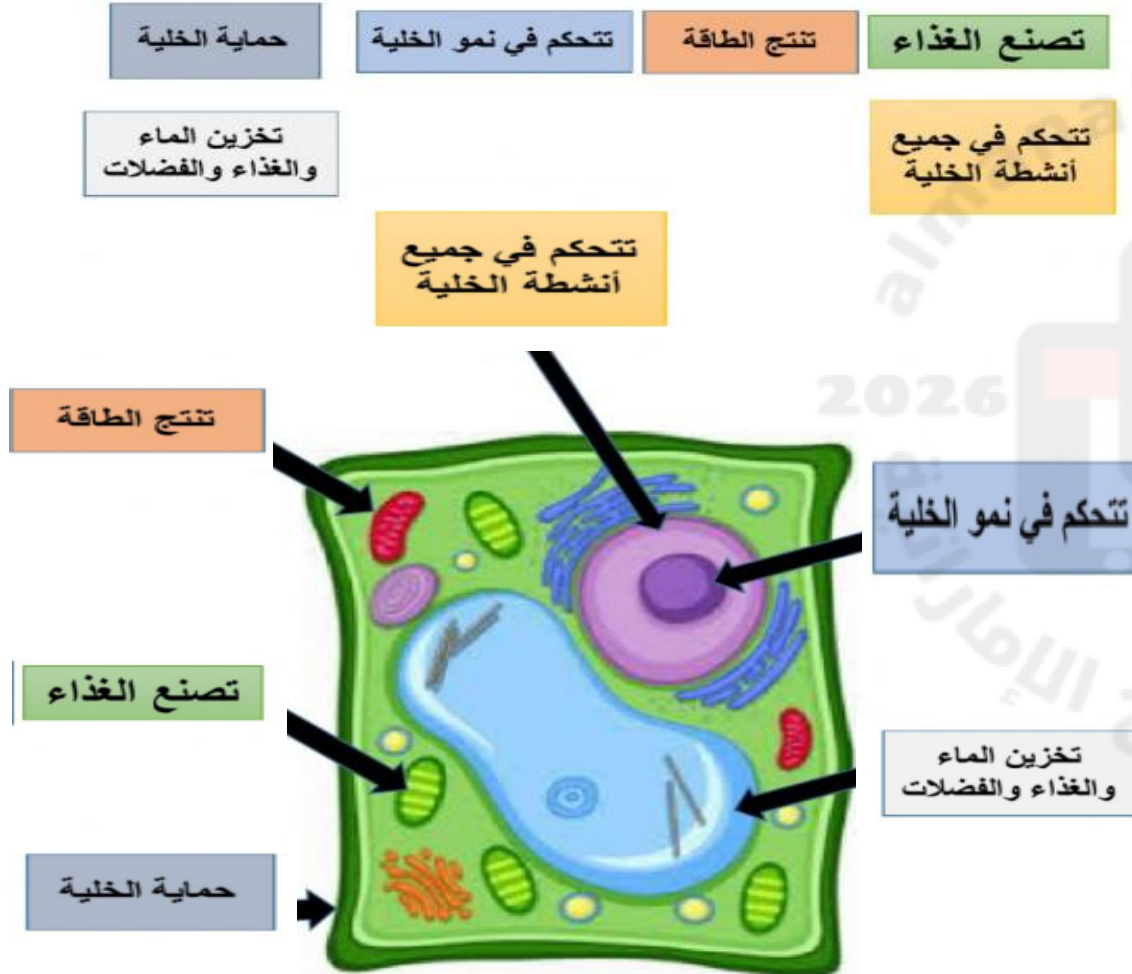 تصنع الغذاء
تنتج الطاقة
تتحكم في نمو الخلية
حماية الخلية
تتحكم في جميع
أنشطة الخلية
تخزين الماء
والغذاء والفضلات
تتحكم في جميع
أنشطة الخلية
تنتج الطاقة
2026
تتحكم في نمو الخلية
تصنع الغذاء
تخزين الماء
والغذاء والفضلات
حماية الخلية